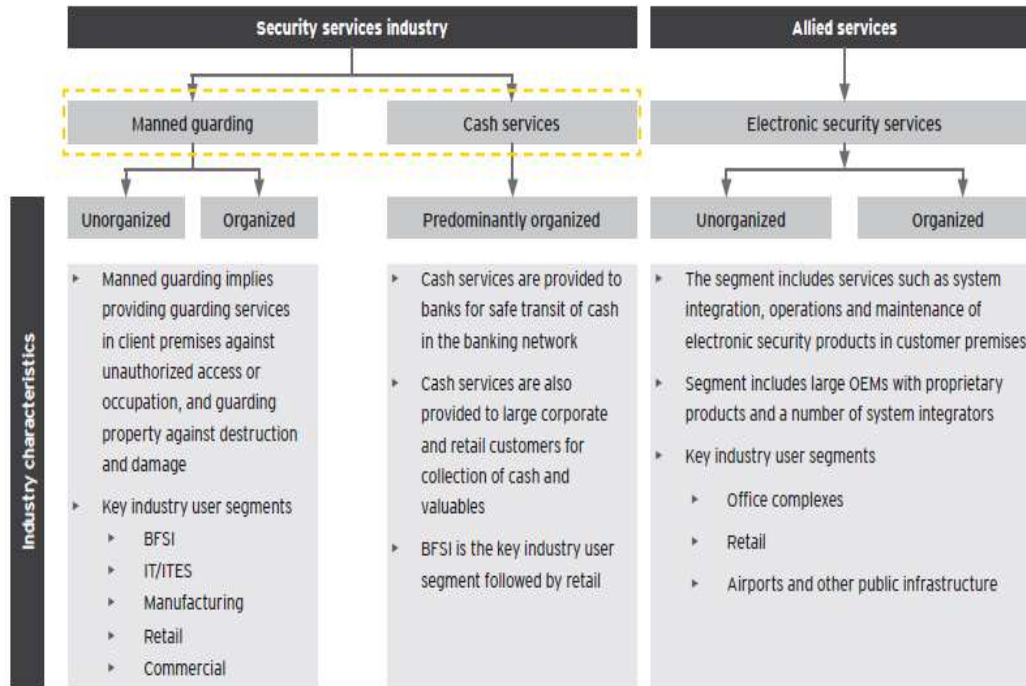 Security services industry
Allied services
Manned guarding
Cash services
Electronic security services
Unorganized
Organized
Predominantly organized
Unorganized
Organized
Industry characteristics
‣ Manned guarding implies
providing guarding services
in client premises against
unauthorized access or
occupation, and guarding
property against destruction
and damage
‣ Key industry user segments
‣ BFSI
‣ IT/ITES
‣ Manufacturing
‣ Retail
‣ Commercial
‣ Cash services are provided to
banks for safe transit of cash
in the banking network
‣ Cash services are also
provided to large corporate
and retail customers for
collection of cash and
valuables
‣ BFSI is the key industry user
segment followed by retail
‣ The segment includes services such as system
integration, operations and maintenance of
electronic security products in customer premises
‣ Segment includes large OEMs with proprietary
products and a number of system integrators
‣ Key industry user segments
‣ Office complexes
‣ Retail
‣ Airports and other public infrastructure